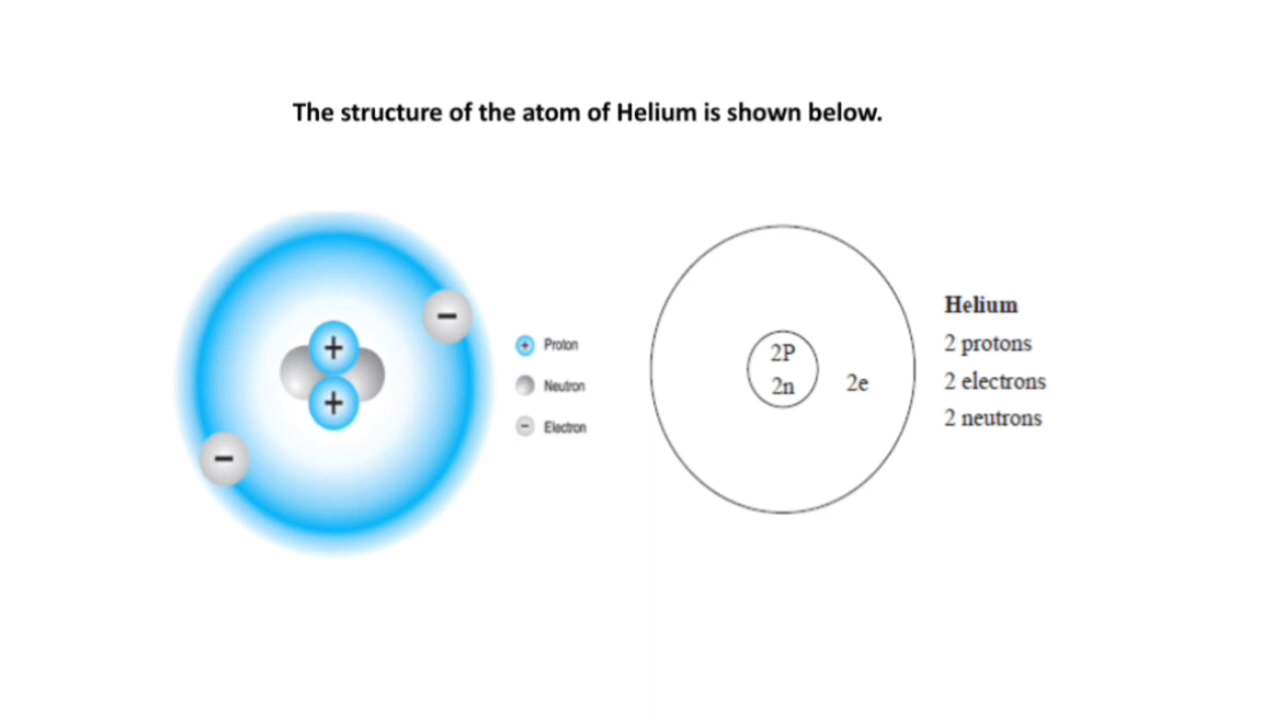 The structure of the atom of Helium is shown below.
−
+
+
−
+ Proton
Neutron
− Electron
2P
2n
2e
Helium
2 protons
2 electrons
2 neutrons